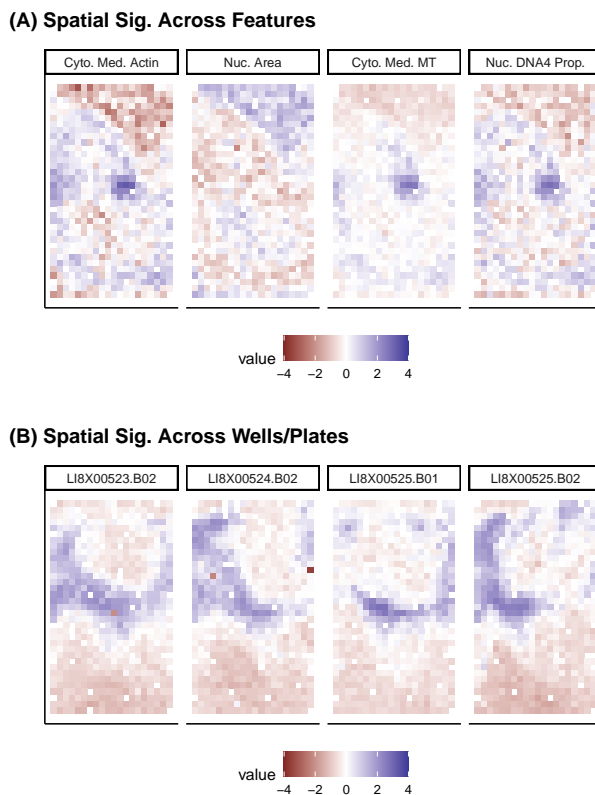 (A) Spatial Sig. Across Features
Cyto. Med. Actin Nuc. Area Cyto. Med. MT Nuc. DNA4 Prop.
value
−4 −2 0 2 4
(B) Spatial Sig. Across Wells/Plates
LI8X00523.B02 LI8X00524.B02 LI8X00525.B01 LI8X00525.B02
value
−4 −2 0 2 4